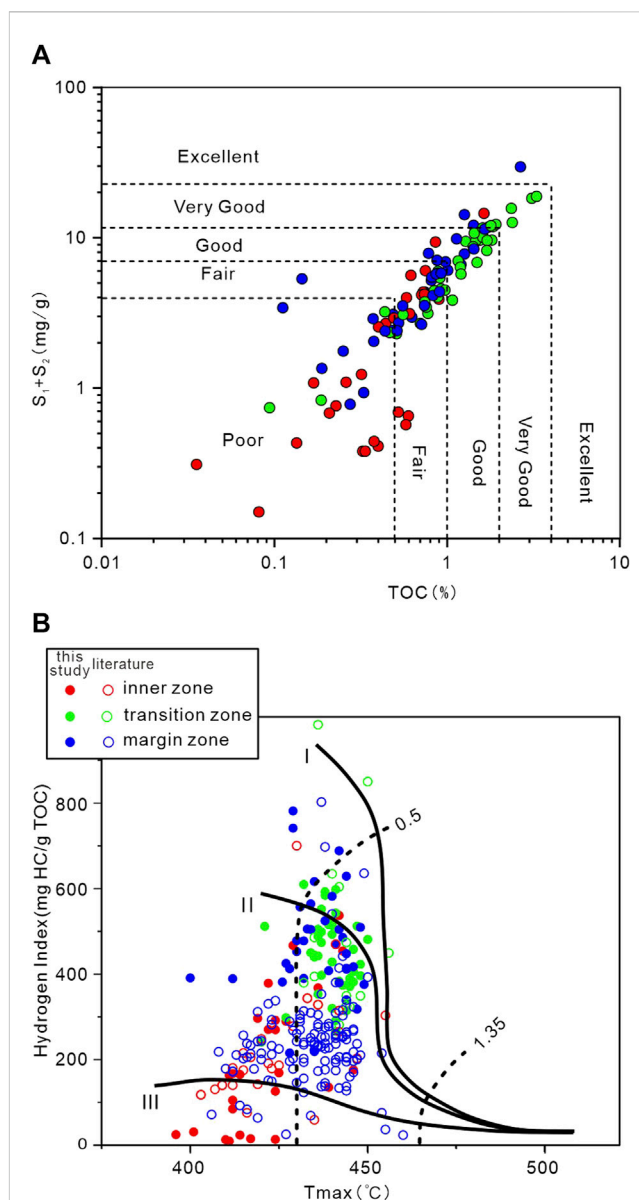 A
100
10
1
0.1
S₁+S₂(mg/g)
Excellent
Very Good
Good
Fair
Poor
Fair
Good
Very Good
Excellent
0.01
0.1
1
10
TOC(%)
B
this study
literature
inner zone
transition zone
margin zone
I
II
III
0.5
1.35
800
600
400
200
0
Hydrogen Index(mg HC/g TOC)
400
450
500
Tmax(℃)